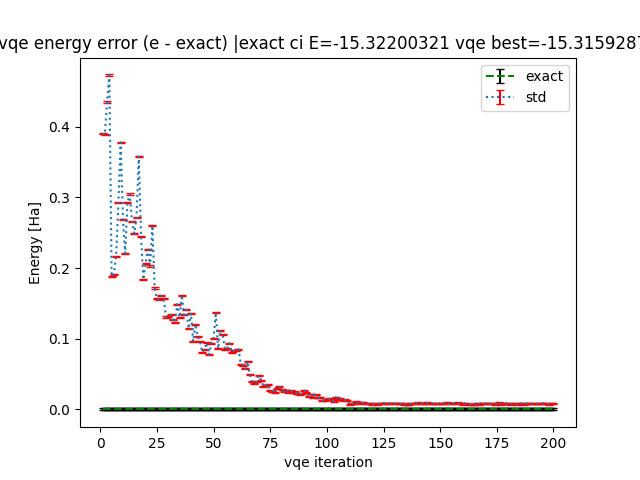 vqe energy error (e - exact) |exact ci E=-15.32200321 vqe best=-15.3159287
exact
std
Energy [Ha]
0.4
0.3
0.2
0.1
0.0
0 25 50 75 100 125 150 175 200
vqe iteration